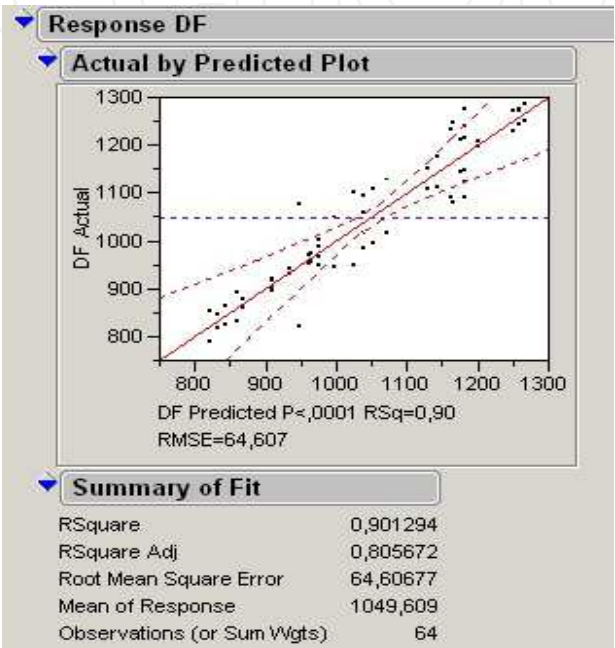 Response DF
Actual by Predicted Plot
1300
1200
1100
1000
900
800
DF Actual
800 900 1000 1100 1200 1300
DF Predicted P<,0001 RSq=0,90
RMSE=64,607
Summary of Fit
RSquare 0,901294
RSquare Adj 0,805672
Root Mean Square Error 64,60677
Mean of Response 1049,609
Observations (or Sum Wgts) 64